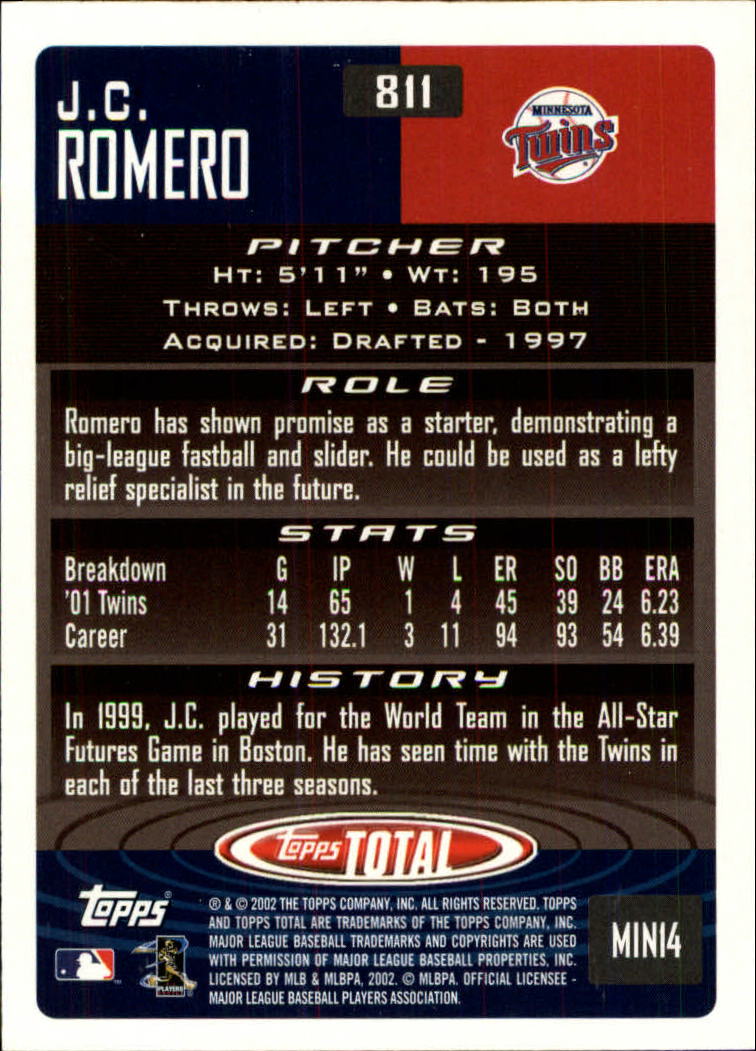 J.C.
ROMERO
811
MINNESOTA
Twins
PITCHER
HT: 5'11" • WT: 195
THROWS: LEFT • BATS: BOTH
ACQUIRED: DRAFTED - 1997
ROLE
Romero has shown promise as a starter, demonstrating a
big-league fastball and slider. He could be used as a lefty
relief specialist in the future.
STATS
Breakdown G IP W L ER SO BB ERA
'01 Twins 14 65 1 4 45 39 24 6.23
Career 31 132.1 3 11 94 93 54 6.39
HISTORY
In 1999, J.C. played for the World Team in the All-Star
Futures Game in Boston. He has seen time with the Twins in
each of the last three seasons.
topps TOTAL
topps®
® & © 2002 THE TOPPS COMPANY, INC. ALL RIGHTS RESERVED. TOPPS
AND TOPPS TOTAL ARE TRADEMARKS OF THE TOPPS COMPANY, INC.
MAJOR LEAGUE BASEBALL TRADEMARKS AND COPYRIGHTS ARE USED
WITH PERMISSION OF MAJOR LEAGUE BASEBALL PROPERTIES, INC.
LICENSED BY MLB & MLBPA, 2002. © MLBPA. OFFICIAL LICENSEE -
MAJOR LEAGUE BASEBALL PLAYERS ASSOCIATION.
PLAYERS
MIN14